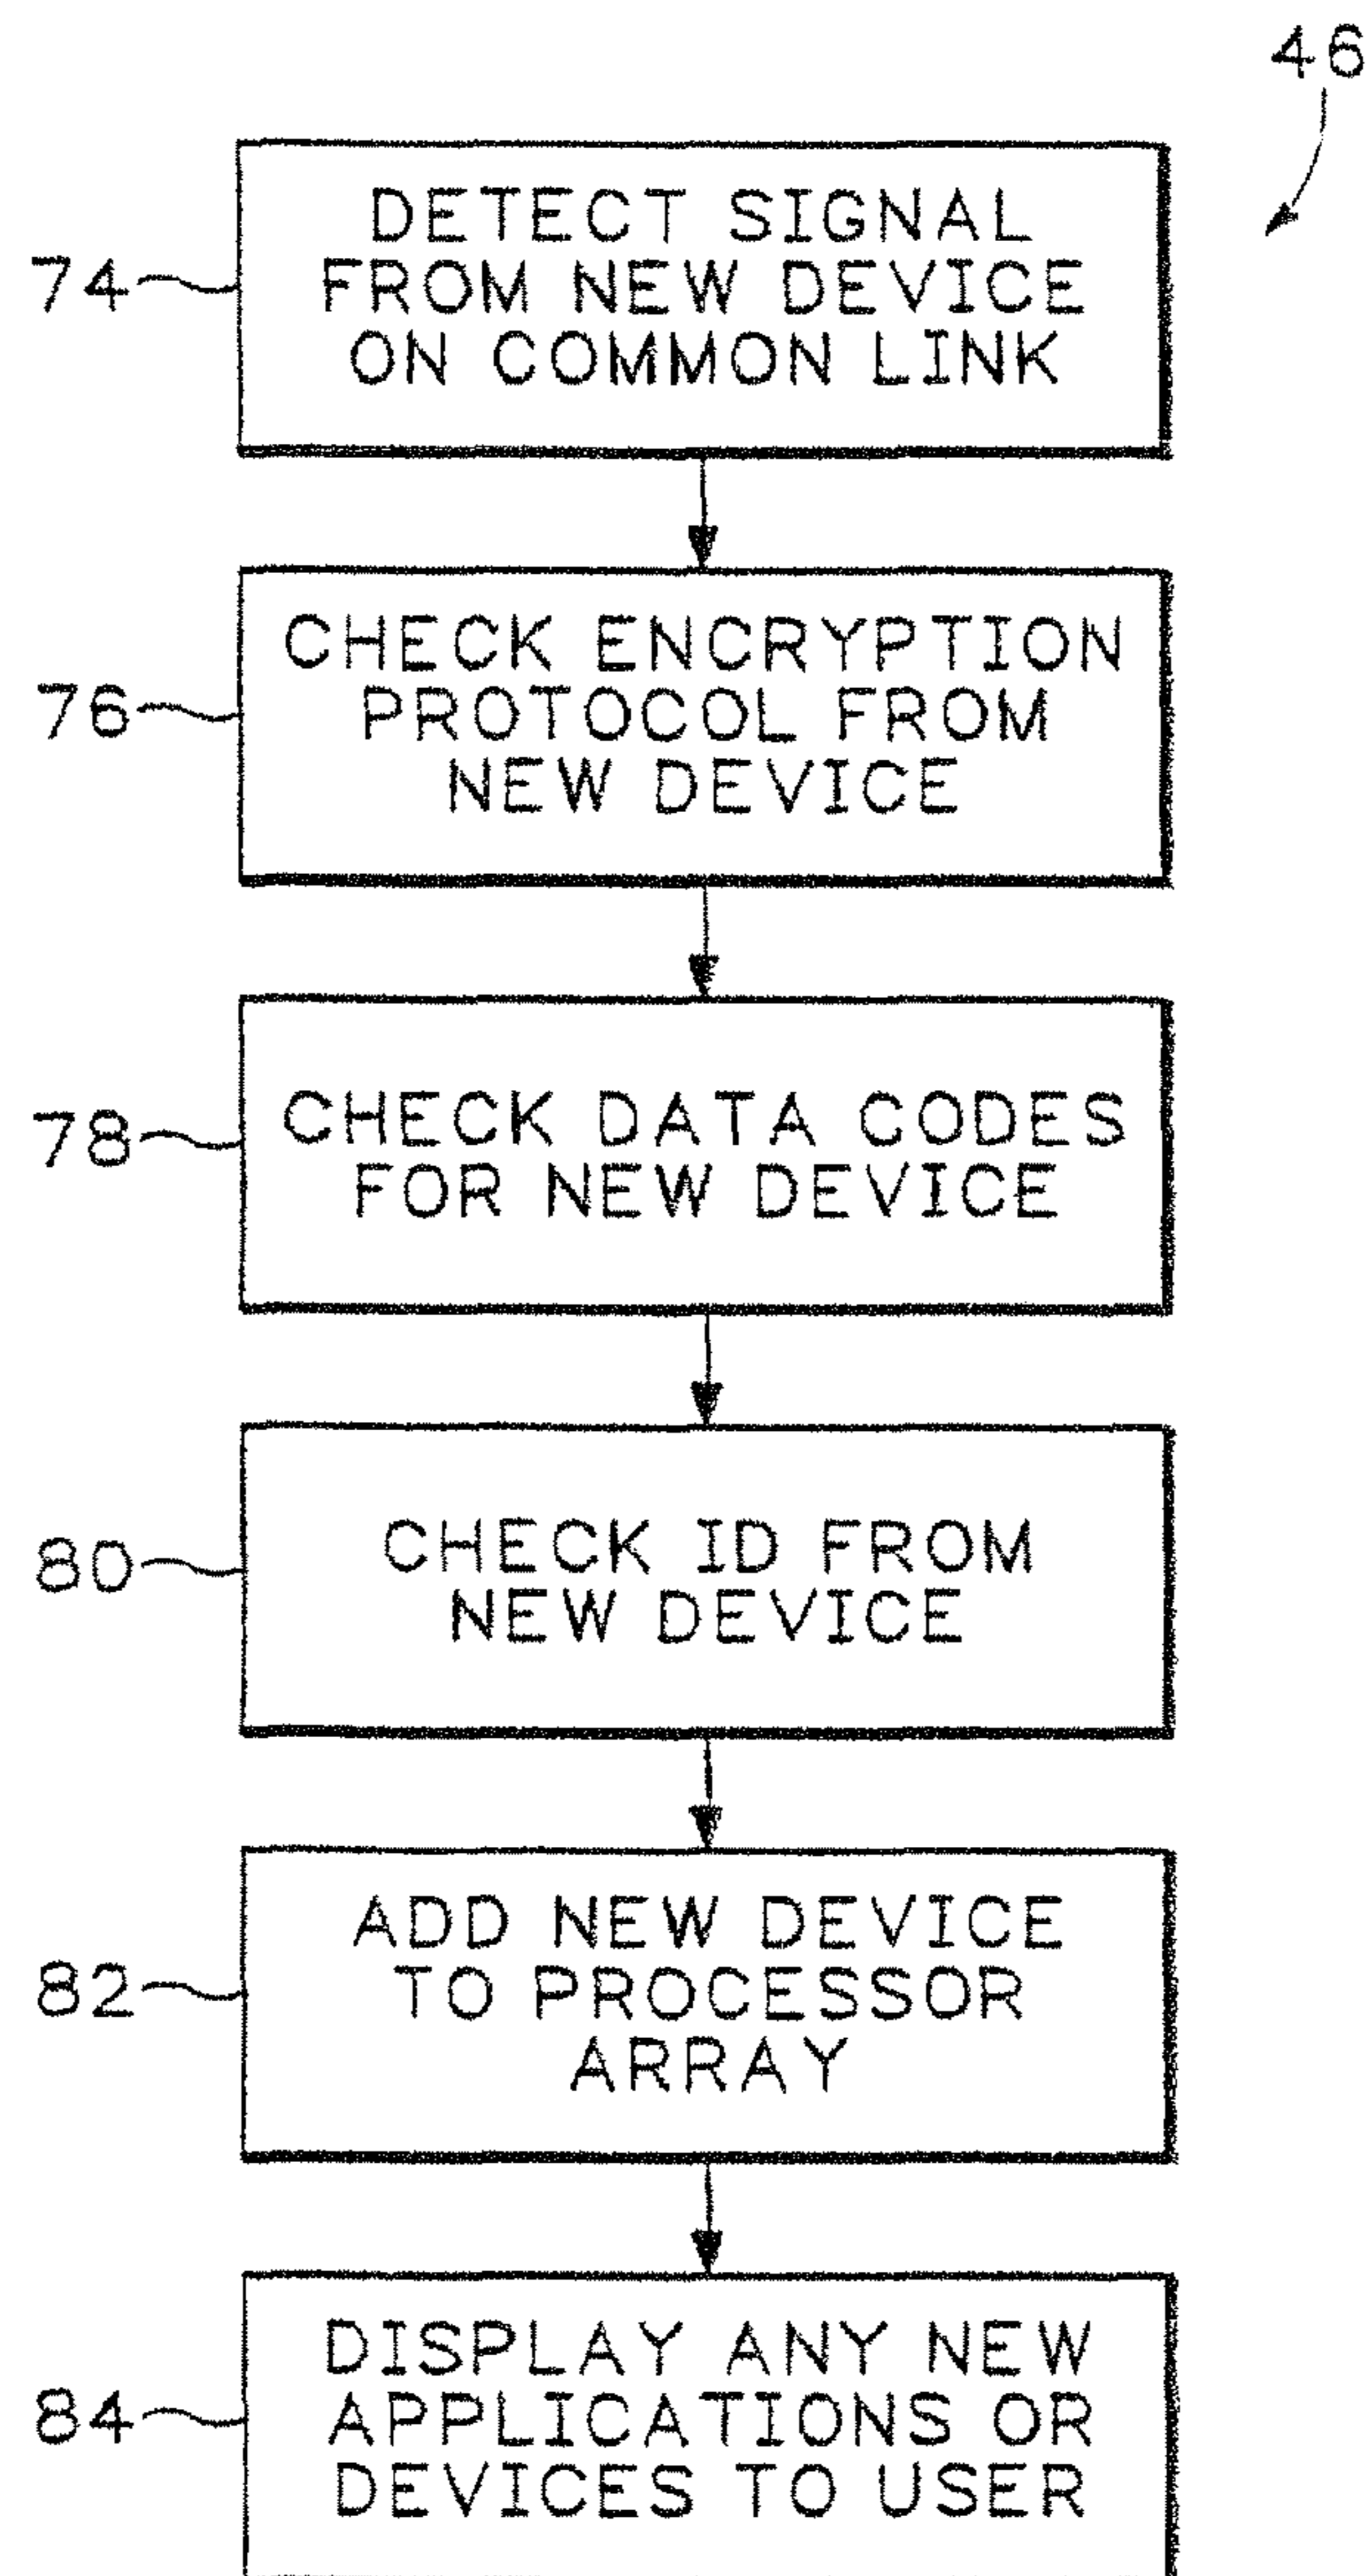 46
74
DETECT SIGNAL
FROM NEW DEVICE
ON COMMON LINK
76
CHECK ENCRYPTION
PROTOCOL FROM
NEW DEVICE
78
CHECK DATA CODES
FOR NEW DEVICE
80
CHECK ID FROM
NEW DEVICE
82
ADD NEW DEVICE
TO PROCESSOR
ARRAY
84
DISPLAY ANY NEW
APPLICATIONS OR
DEVICES TO USER